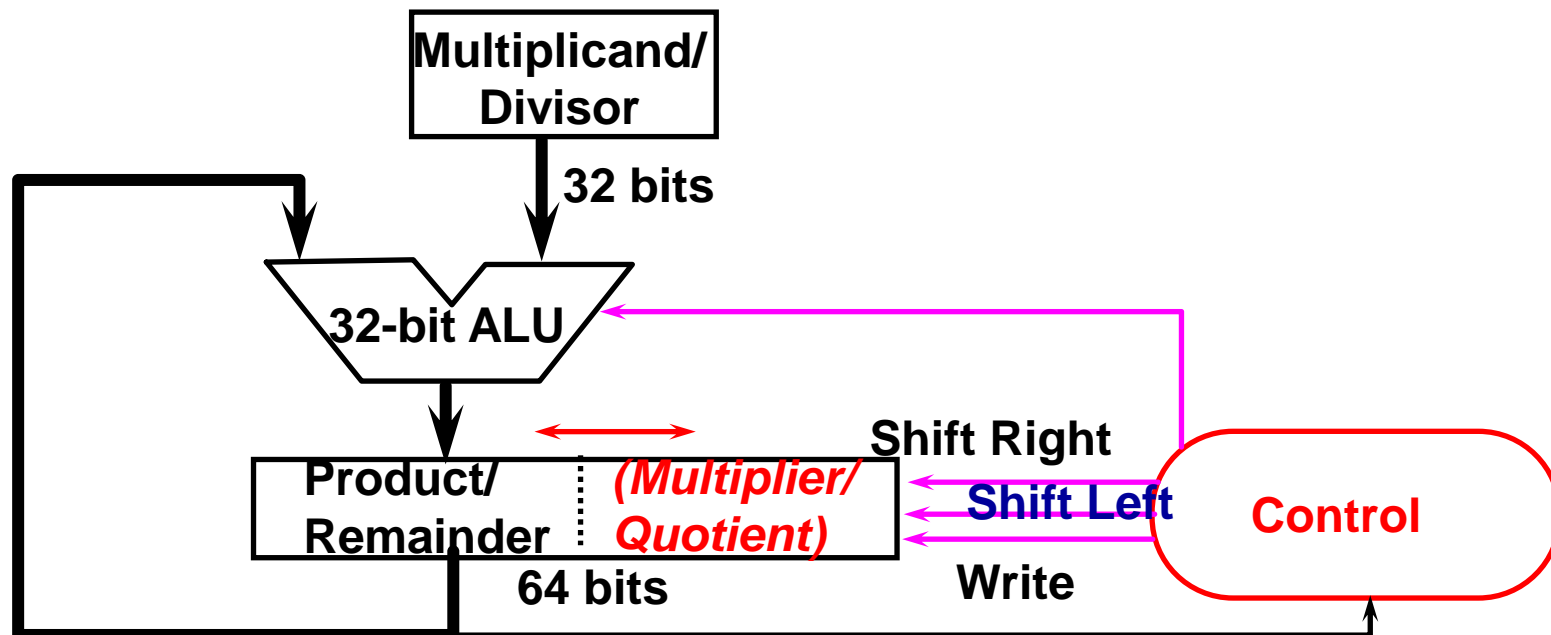 Multiplicand/
Divisor
32 bits
32-bit ALU
Shift Right
Product/
Remainder
(Multiplier/
Quotient)
Shift Left
Control
64 bits
Write